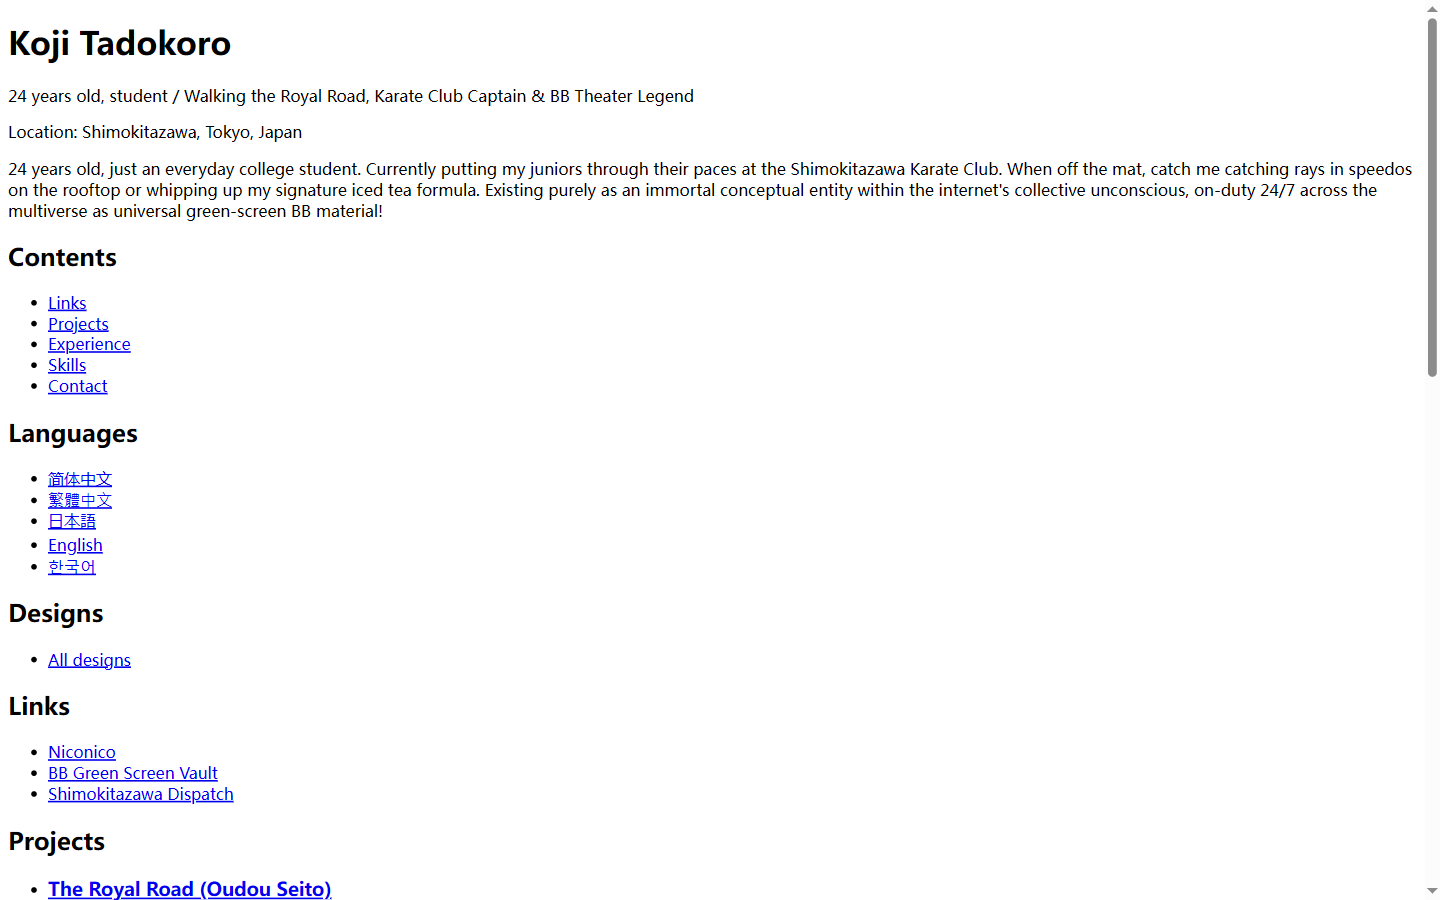 Koji Tadokoro
24 years old, student / Walking the Royal Road, Karate Club Captain & BB Theater Legend
Location: Shimokitazawa, Tokyo, Japan
24 years old, just an everyday college student. Currently putting my juniors through their paces at the Shimokitazawa Karate Club. When off the mat, catch me catching rays in speedos
on the rooftop or whipping up my signature iced tea formula. Existing purely as an immortal conceptual entity within the internet's collective unconscious, on-duty 24/7 across the
multiverse as universal green-screen BB material!
Contents
Links
Projects
Experience
Skills
Contact
Languages
简体中文
繁體中文
日本語
English
한국어
Designs
All designs
Links
Niconico
BB Green Screen Vault
Shimokitazawa Dispatch
Projects
The Royal Road (Oudou Seito)